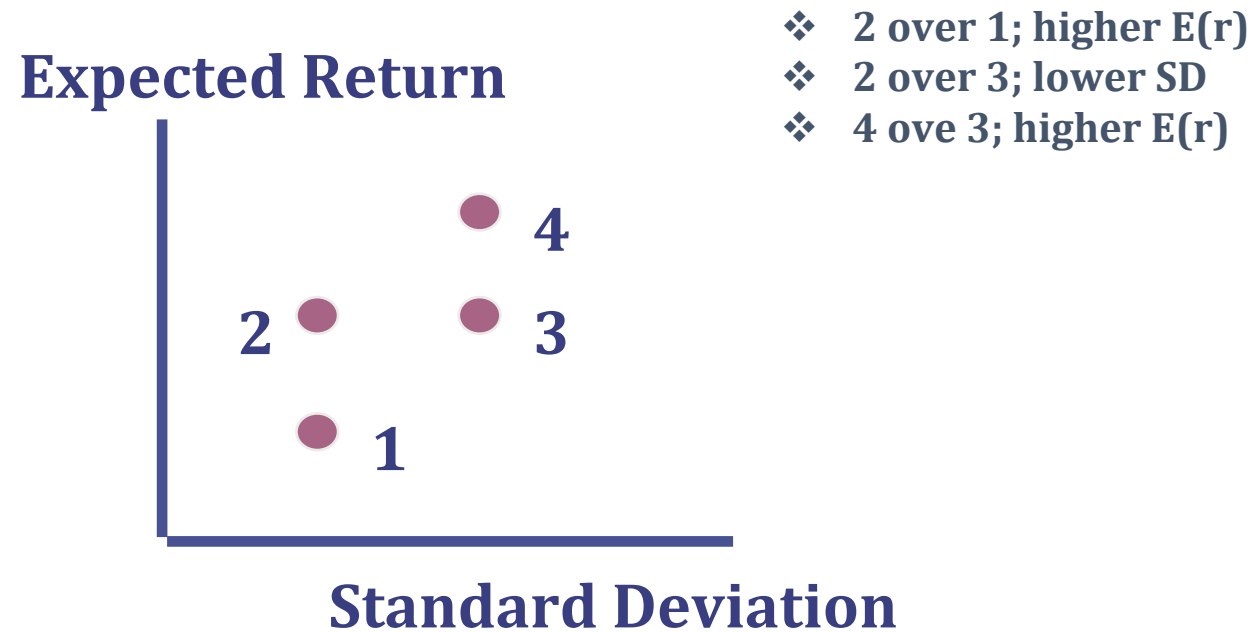 ❖ 2 over 1; higher E(r)
❖ 2 over 3; lower SD
❖ 4 ove 3; higher E(r)
Expected Return
4
2
3
1
Standard Deviation